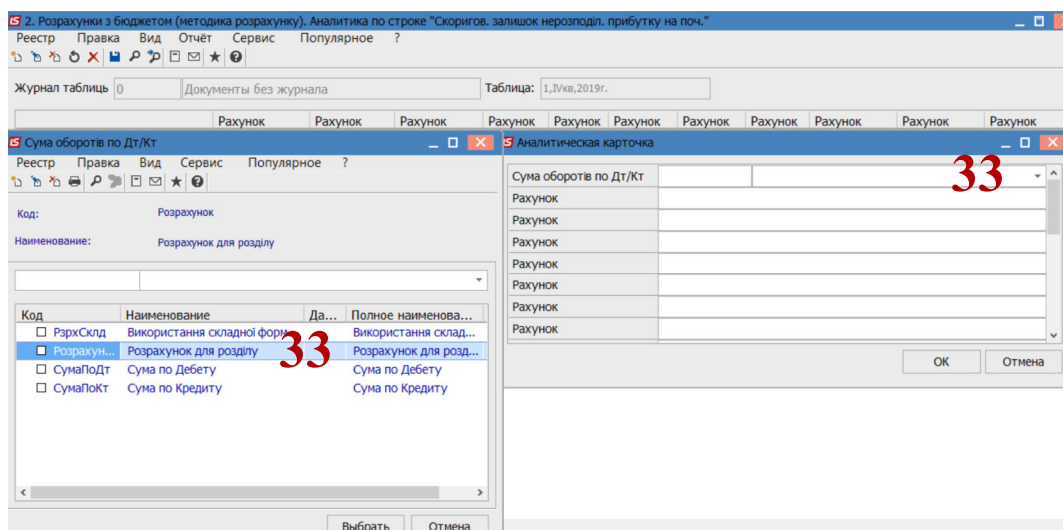 2. Розрахунки з бюджетом (методика розрахунку). Аналитика по строке "Скоригов. залишок нерозподіл. прибутку на поч."
Реестр Правка Вид Отчёт Сервис Популярное ?
Журнал таблиць 0 Документы без журнала Таблица: 1,IVкв,2019г.
Рахунок Рахунок Рахунок Рахунок Рахунок Рахунок Рахунок Рахунок Рахунок Рахунок Рахунок
Сума оборотів по Дт/Кт
Реестр Правка Вид Сервис Популярное ?
Код: Розрахунок
Наименование: Розрахунок для розділу
Код Наименование Да... Полное наименова...
РзрхСклд Використання складної форм Використання склад...
Розрахун... Розрахунок для розділу Розрахунок для розд...
33
СумаПоДт Сума по Дебету Сума по Дебету
СумаПоКт Сума по Кредиту Сума по Кредиту
Выбрать Отмена
Аналитическая карточка
Сума оборотів по Дт/Кт
33
Рахунок
Рахунок
Рахунок
Рахунок
Рахунок
Рахунок
Рахунок
ОК Отмена